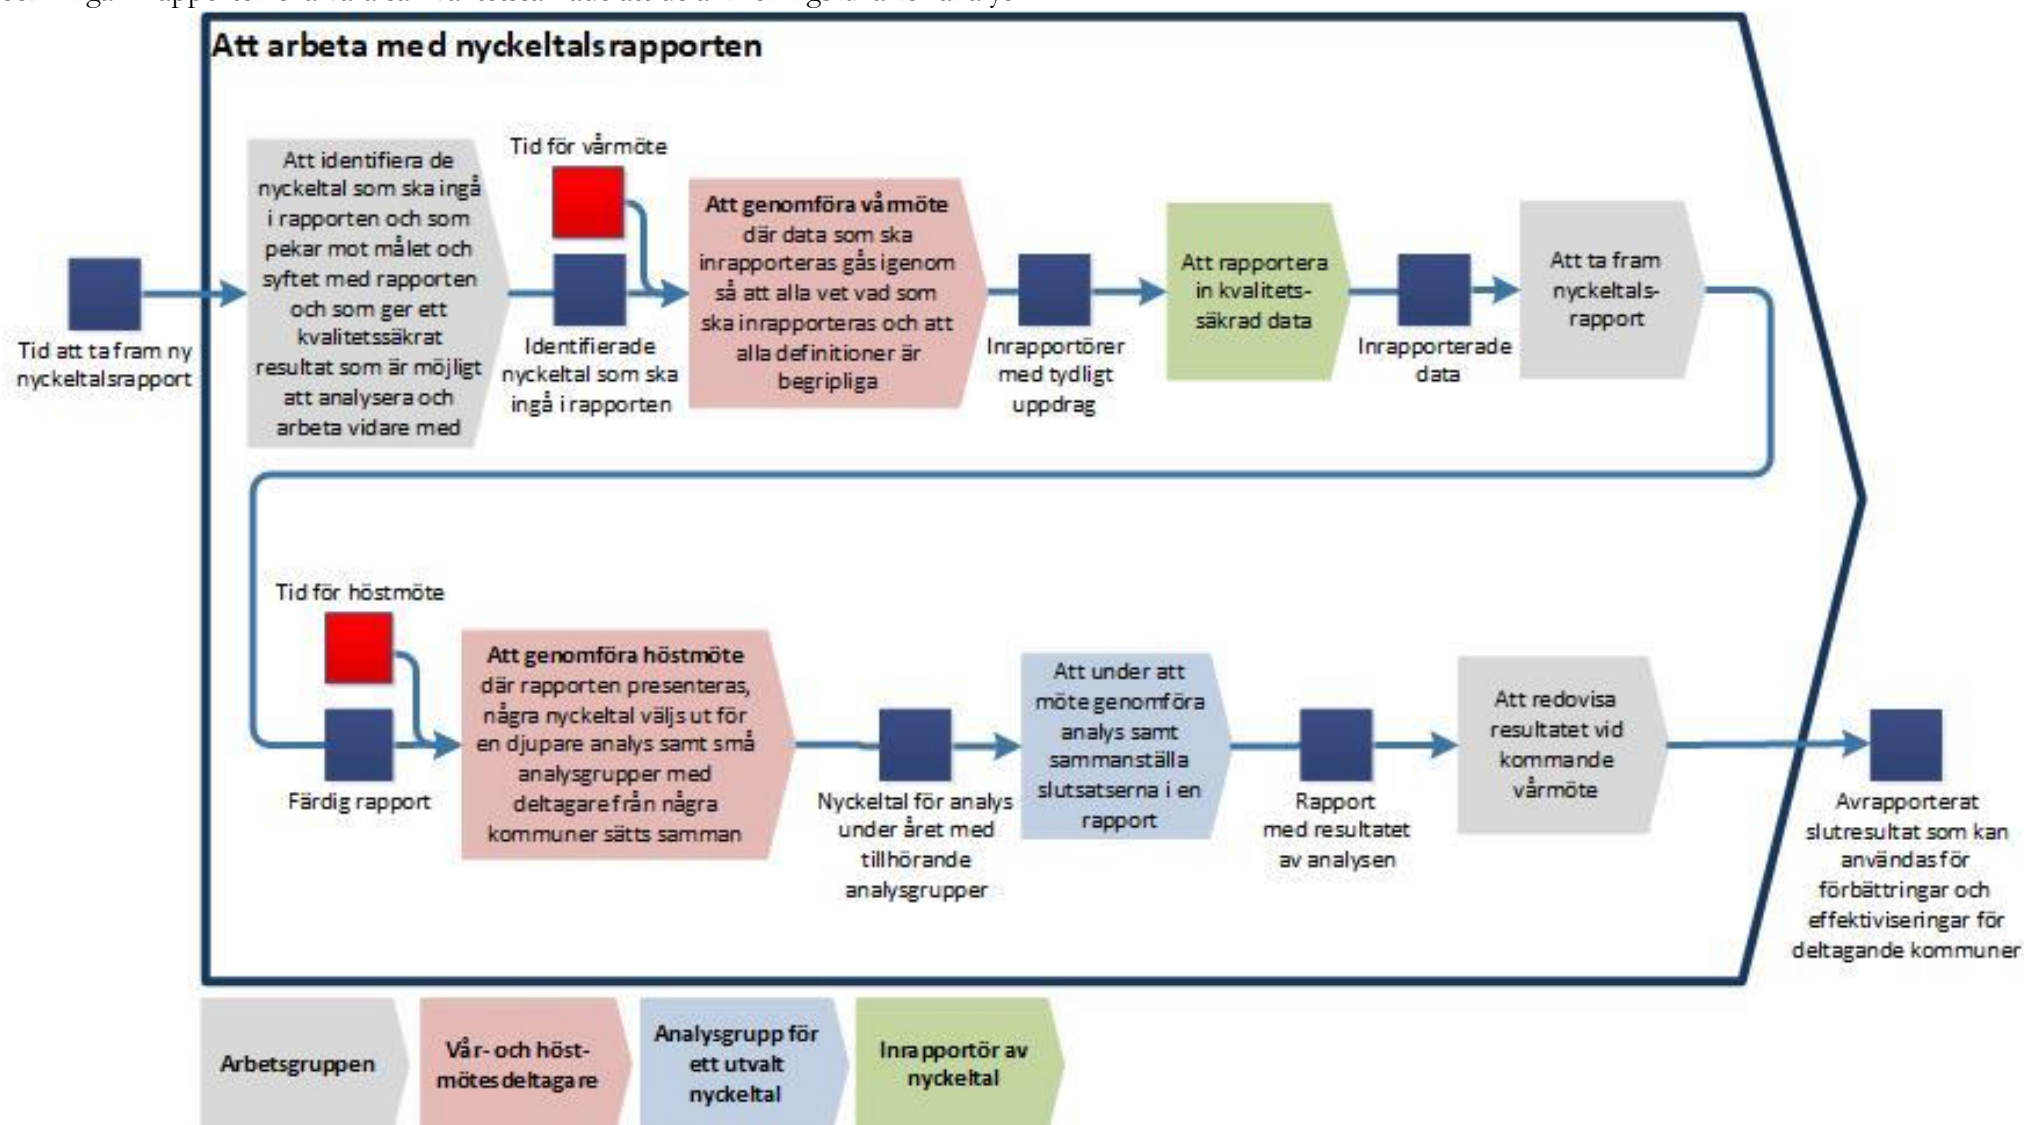 Att arbeta med nyckeltalsrapporten
Tid att ta fram ny
nyckeltalsrapport
Att identifiera de
nyckeltal som ska ingå
i rapporten och som
pekar mot målet och
syftet med rapporten
och som ger ett
kvalitetssäkrat
resultat som är möjligt
att analysera och
arbeta vidare med
Tid för vårmöte
Identifierade
nyckeltal som ska
ingå i rapporten
Att genomföra vårmöte
där data som ska
inrapporteras gås igenom
så att alla vet vad som
ska inrapporteras och att
alla definitioner är
begripliga
Inrapportörer
med tydligt
uppdrag
Att rapportera
in kvalitets-
säkrad data
Inrapporterade
data
Att ta fram
nyckeltals-
rapport
Tid för höstmöte
Färdig rapport
Att genomföra höstmöte
där rapporten presenteras,
några nyckeltal väljs ut för
en djupare analys samt små
analysgrupper med
deltagare från några
kommuner sätts samman
Nyckeltal för analys
under året med
tillhörande
analysgrupper
Att under att
möte genomföra
analys samt
sammanställa
slutsatserna i en
rapport
Rapport
med resultatet
av analysen
Att redovisa
resultatet vid
kommande
vårmöte
Avrapporterat
slutresultat som kan
användas för
förbättringar och
effektiviseringar för
deltagande kommuner
Arbetsgruppen
Vår- och höst-
mötesdeltagare
Analysgrupp för
ett utvalt
nyckeltal
Inrapportör av
nyckeltal